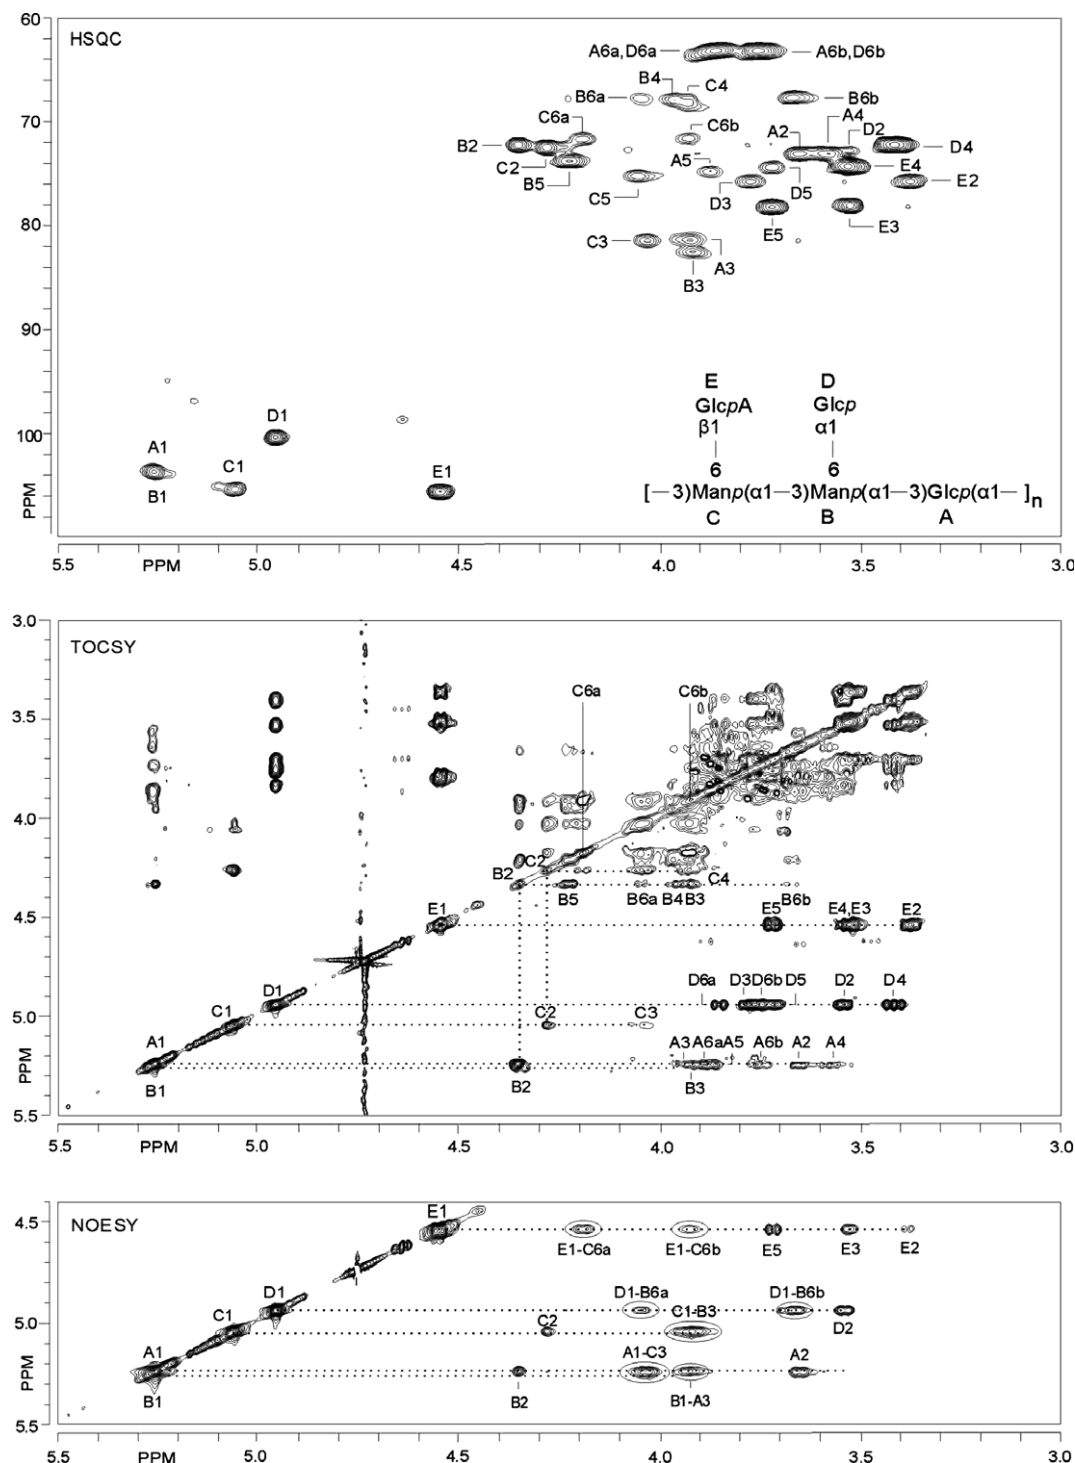 60
HSQC
A6a,D6a
A6b,D6b
B4
C4
B6a
B6b
70
C6a
C6b
A2
A4
D2
B2
D4
C2
B5
A5
E4
C5
D3
D5
E2
80
C3
E5
E3
A3
B3
90
E D
GlcpA Glcp
β1 α1
6 6
[—3)Manp(α1—3)Manp(α1—3)Glcp(α1— ]n
C B A
D1
100
A1
C1
B1
E1
PPM
5.5 PPM 5.0 4.5 4.0 3.5 3.0
3.0
TOCSY
C6a C6b
3.5
4.0
C2
B2
C4
B5 B6a B4 B3 B6b
4.5
E1 E5 E4,E3 E2
D6a D3 D6b D5 D2 D4
D1
5.0
C1
C2 C3
A1
A3 A6a A5 A6b A2 A4
B1
B2
B3
PPM
5.5
5.5 PPM 5.0 4.5 4.0 3.5 3.0
NOESY
4.5
E1
E1-C6a E1-C6b E5 E3 E2
D1-B6a D1-B6b
D1
C1
C2
C1-B3
D2
5.0
A1
A1-C3
A2
B1
B2
B1-A3
PPM
5.5
5.5 PPM 5.0 4.5 4.0 3.5 3.0